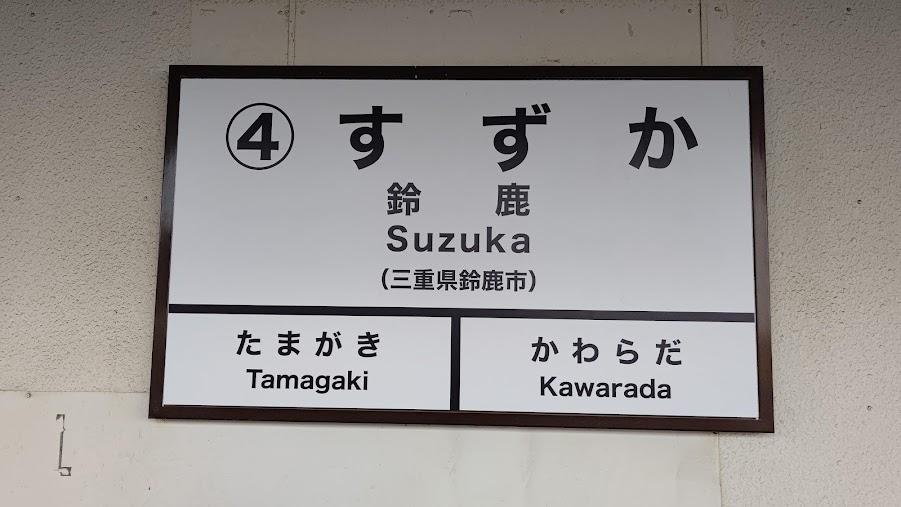 ④ すずか
鈴鹿
Suzuka
(三重県鈴鹿市)
たまがき
Tamagaki
かわらだ
Kawarada